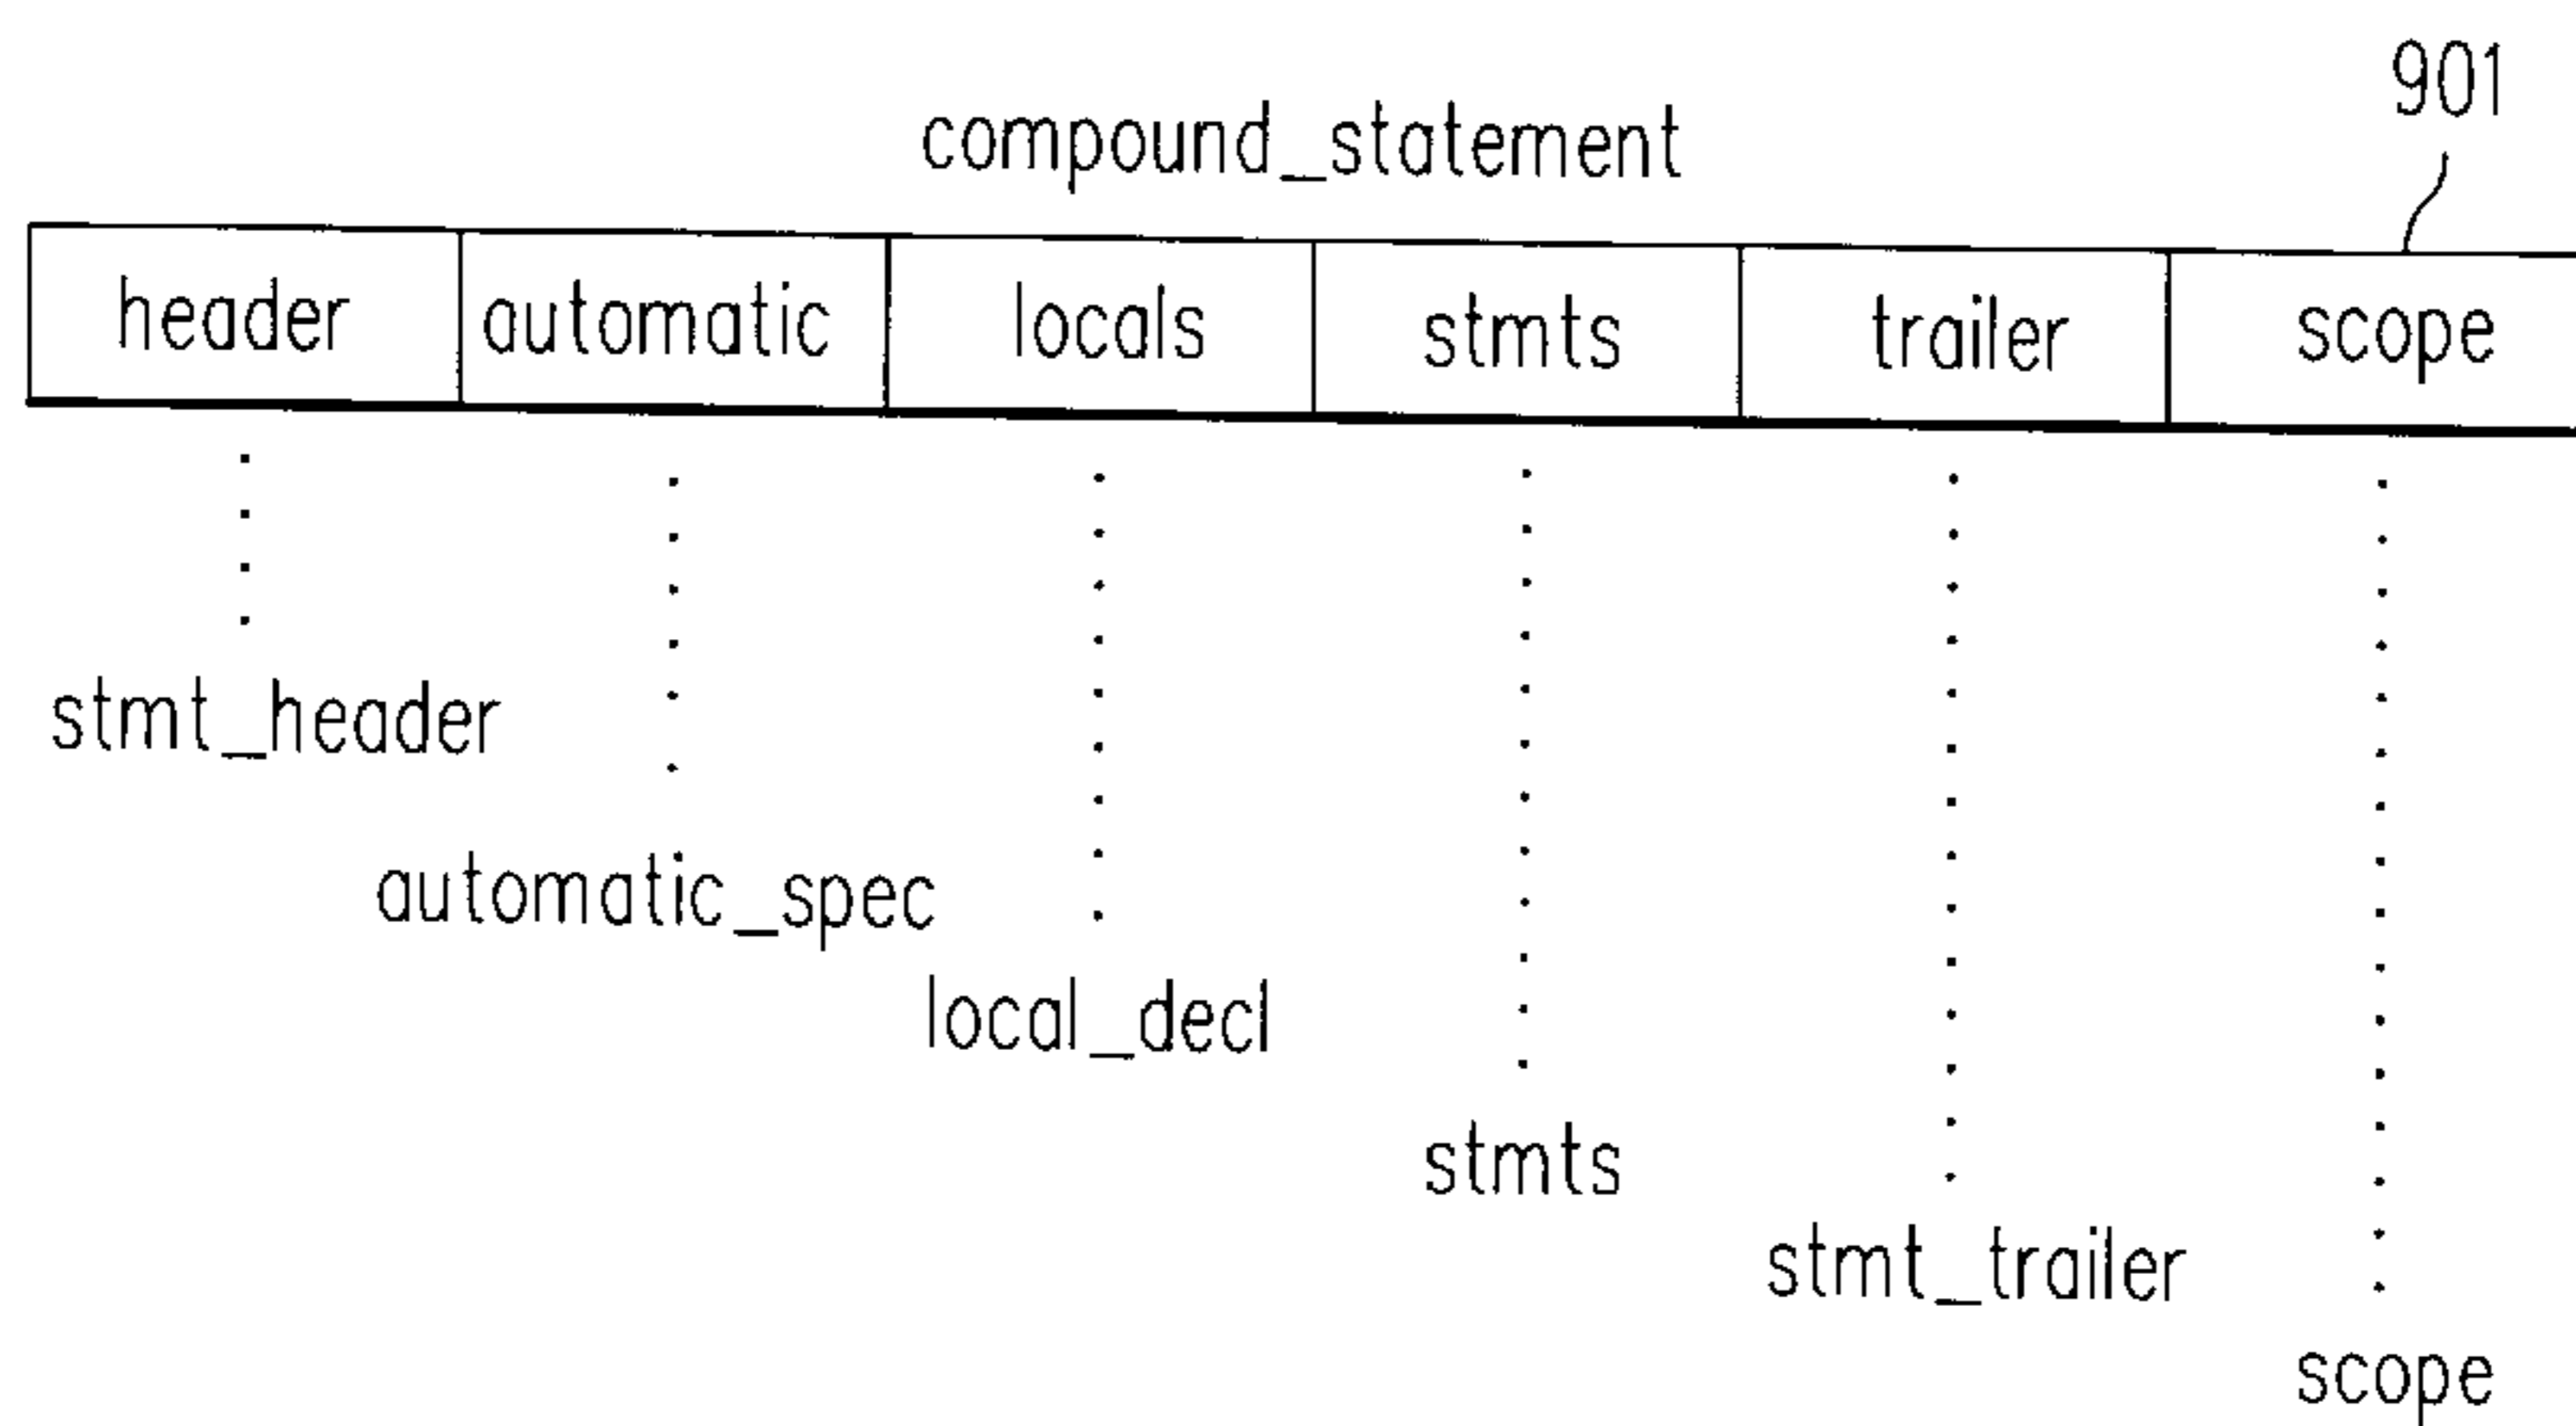 901
compound_statement
header automatic locals stmts trailer scope
stmt_header
automatic_spec
local_decl
stmts
stmt_trailer
scope